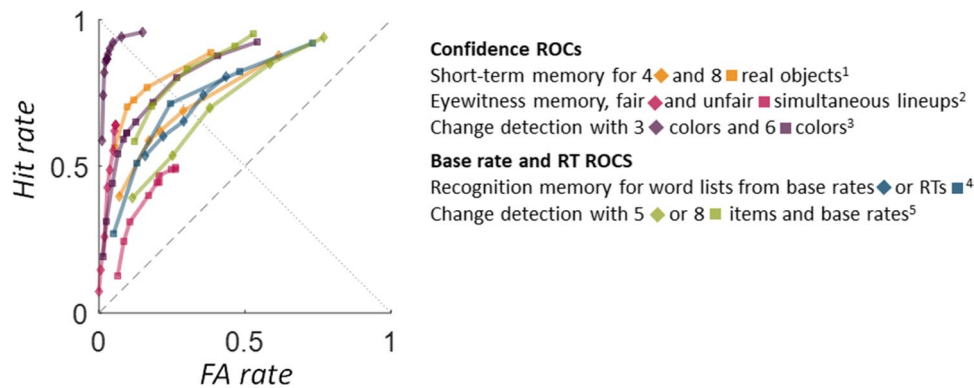 1
Hit rate
0.5
0
0
0.5
1
FA rate
Confidence ROCs
Short-term memory for 4 and 8 real objects¹
Eyewitness memory, fair and unfair simultaneous lineups²
Change detection with 3 colors and 6 colors³
Base rate and RT ROCS
Recognition memory for word lists from base rates or RTs ⁴
Change detection with 5 or 8 items and base rates⁵